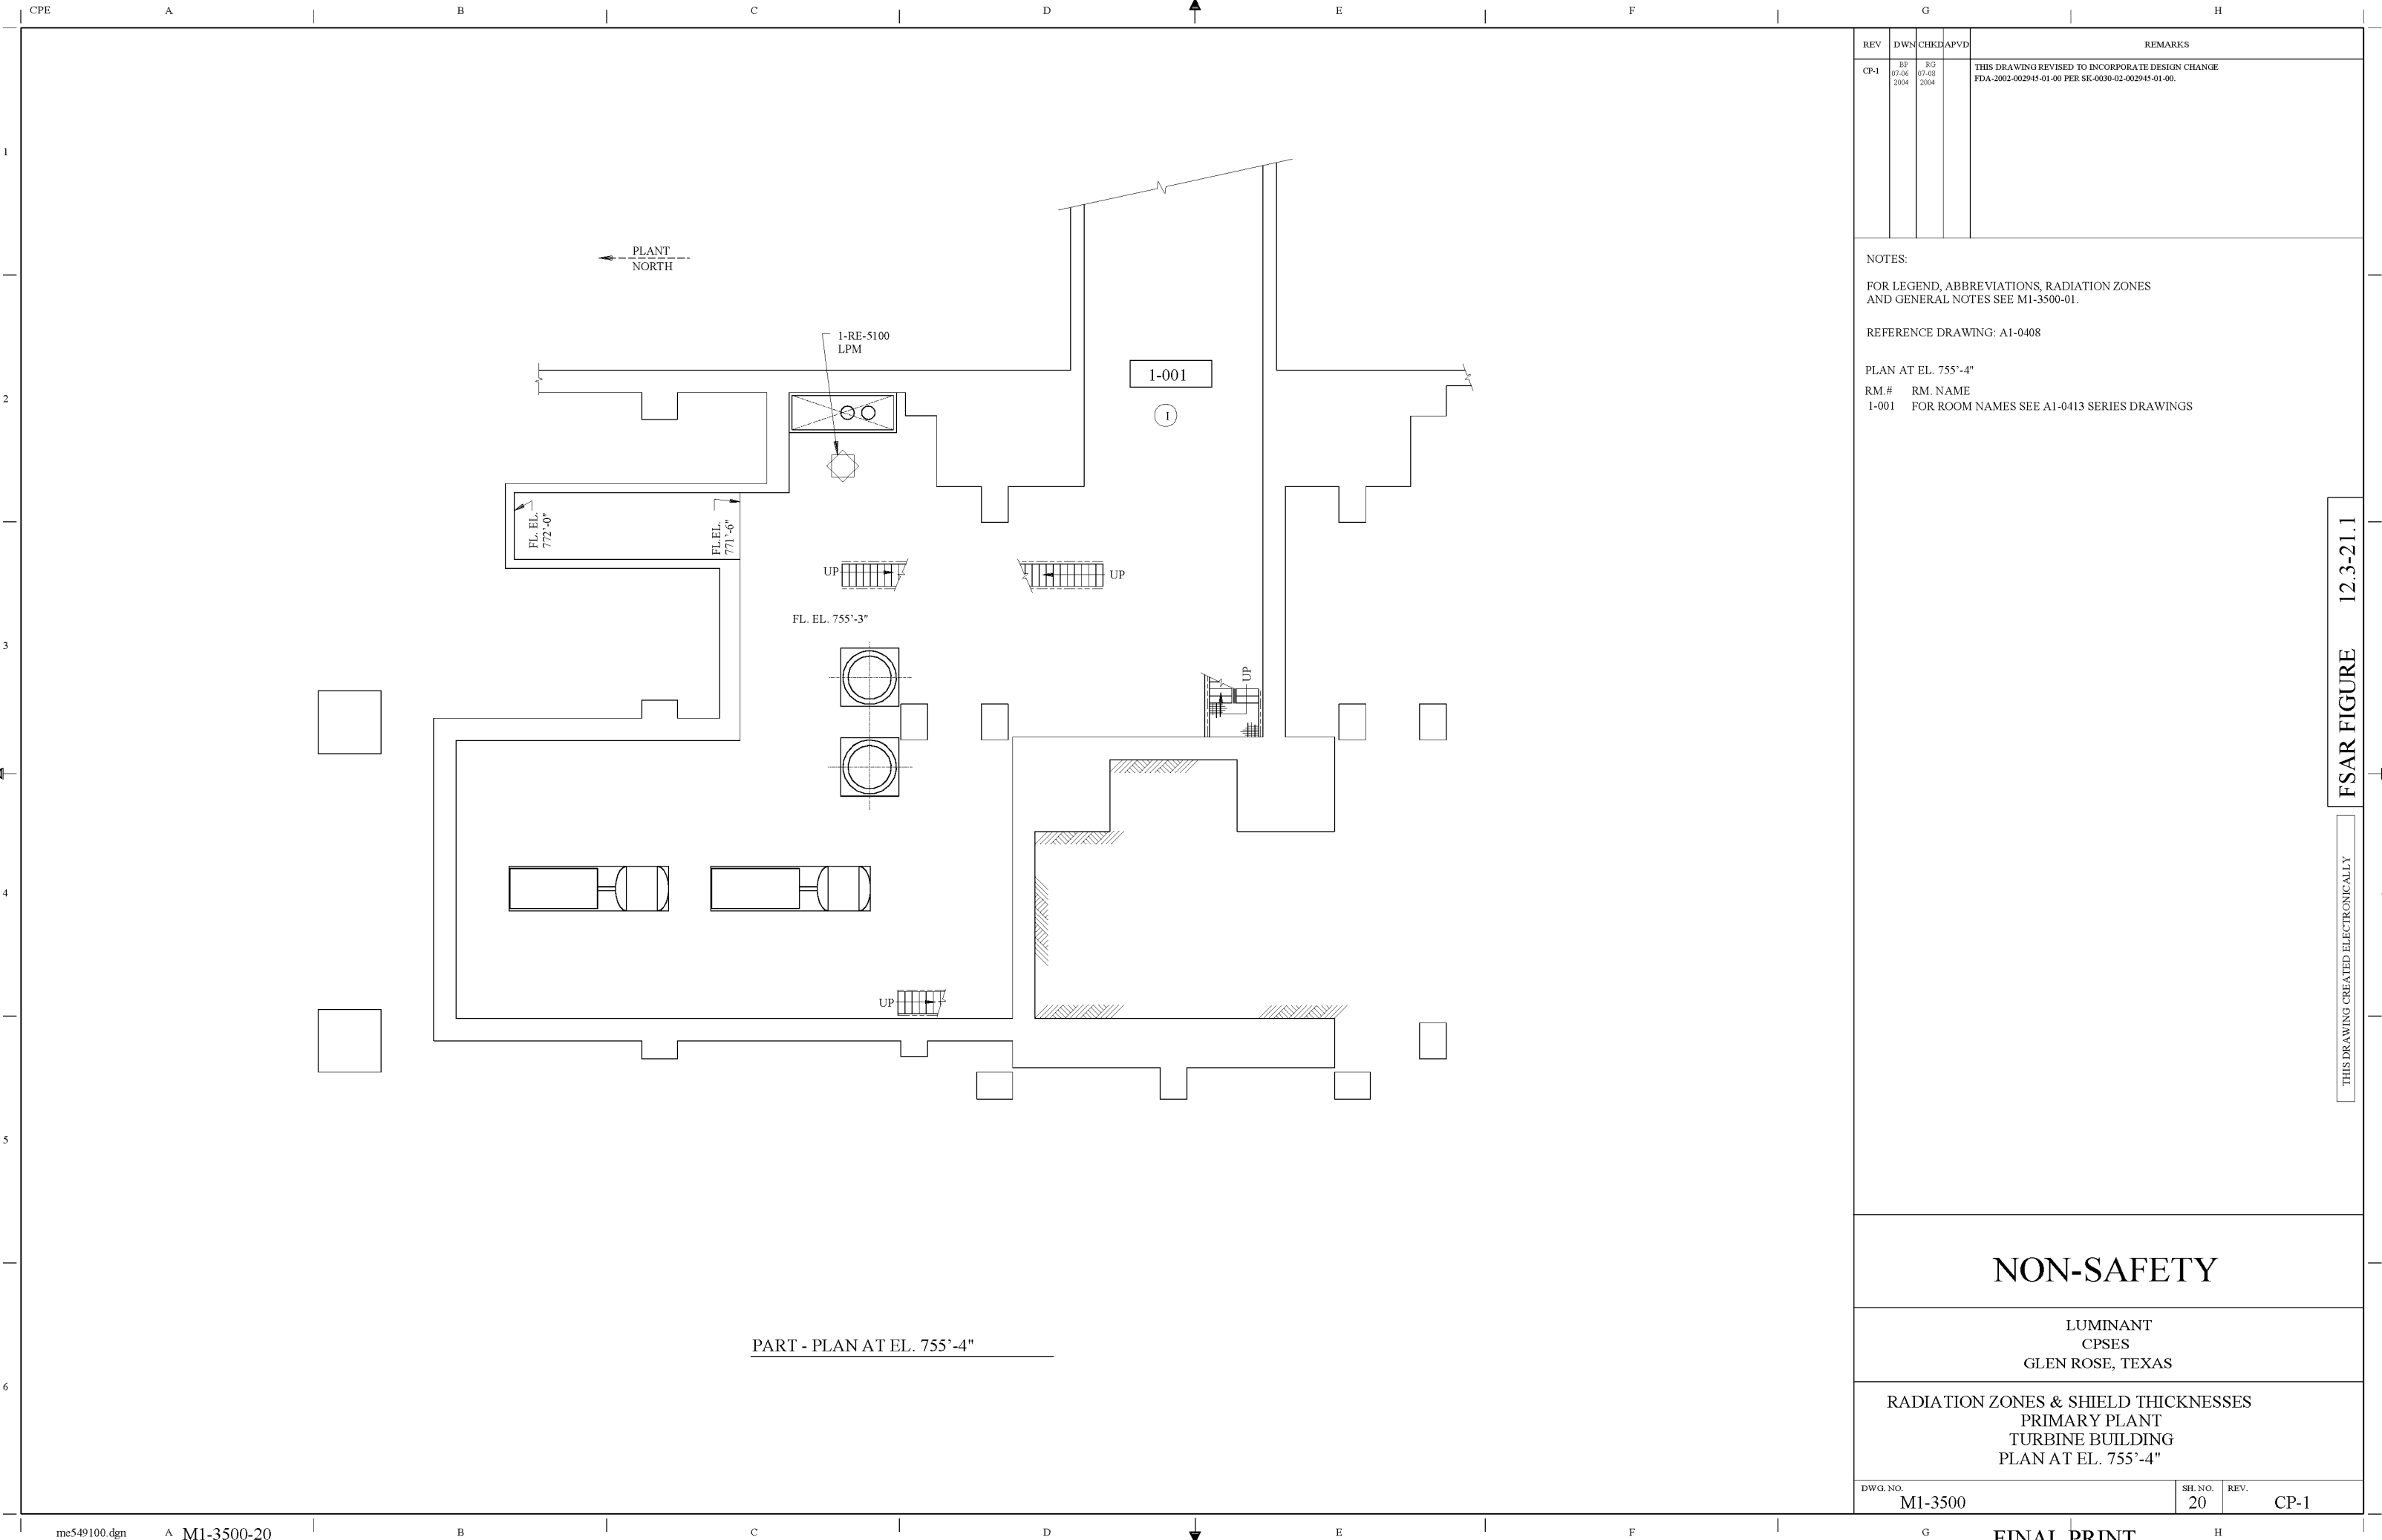 CPE A B C D E F G H
1
2
3
4
5
6
PLANT
NORTH
1-RE-5100
LPM
1-001
I
FL. EL.
772'-0"
FL.EL.
771'-6"
UP
UP
FL. EL. 755'-3"
UP
UP
PART - PLAN AT EL. 755'-4"
REV DWN CHKD APVD REMARKS
CP-1 BP 07-06 2004 RG 07-08 2004 THIS DRAWING REVISED TO INCORPORATE DESIGN CHANGE
FDA-2002-002945-01-00 PER SK-0030-02-002945-01-00.
NOTES:
FOR LEGEND, ABBREVIATIONS, RADIATION ZONES
AND GENERAL NOTES SEE M1-3500-01.
REFERENCE DRAWING: A1-0408
PLAN AT EL. 755'-4"
RM.# RM. NAME
1-001 FOR ROOM NAMES SEE A1-0413 SERIES DRAWINGS
FSAR FIGURE 12.3-21.1
THIS DRAWING CREATED ELECTRONICALLY
NON-SAFETY
LUMINANT
CPSES
GLEN ROSE, TEXAS
RADIATION ZONES & SHIELD THICKNESSES
PRIMARY PLANT
TURBINE BUILDING
PLAN AT EL. 755'-4"
DWG. NO. SH. NO. REV.
M1-3500 20 CP-1
me549100.dgn A M1-3500-20 B C D E F G FINAL PRINT H